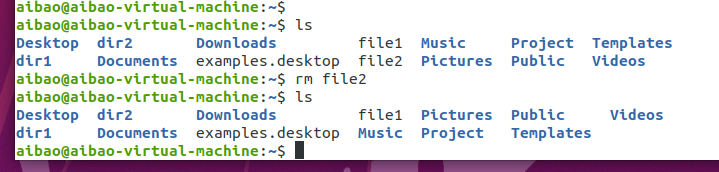 aibao@aibao-virtual-machine:~$
aibao@aibao-virtual-machine:~$ ls
Desktop  dir2       Downloads         file1  Music     Project  Templates
dir1     Documents  examples.desktop  file2  Pictures  Public   Videos
aibao@aibao-virtual-machine:~$ rm file2
aibao@aibao-virtual-machine:~$ ls
Desktop  dir2       Downloads         file1  Pictures  Public     Videos
dir1     Documents  examples.desktop  Music  Project   Templates
aibao@aibao-virtual-machine:~$